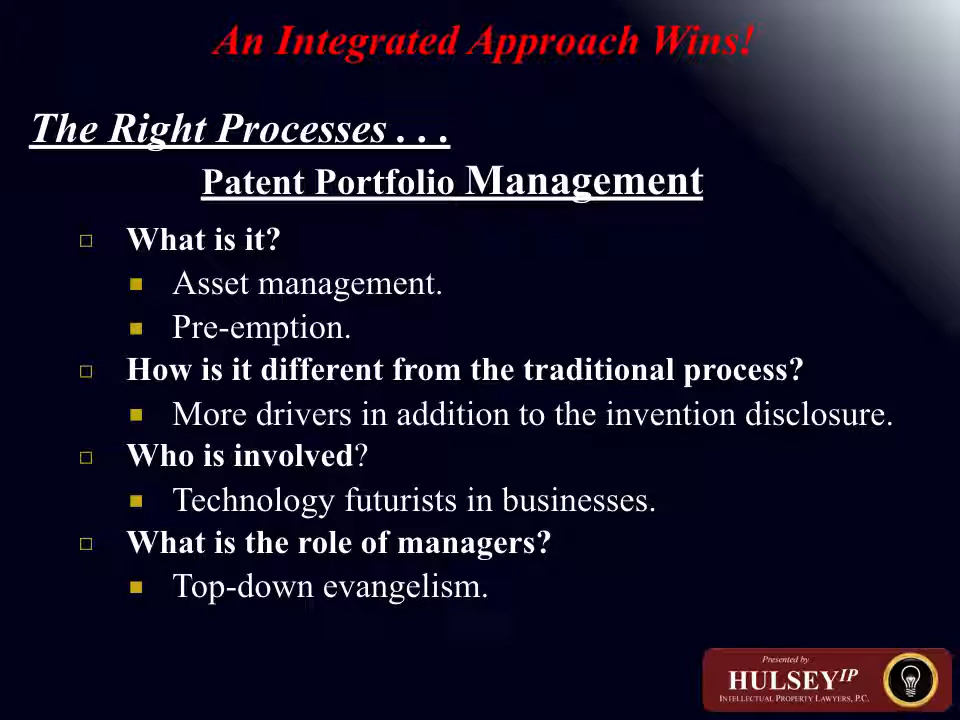 An Integrated Approach Wins!
The Right Processes . . .
Patent Portfolio Management
What is it?
Asset management.
Pre-emption.
How is it different from the traditional process?
More drivers in addition to the invention disclosure.
Who is involved?
Technology futurists in businesses.
What is the role of managers?
Top-down evangelism.
Presented by
HULSEY IP
INTELLECTUAL PROPERTY LAWYERS, P.C.